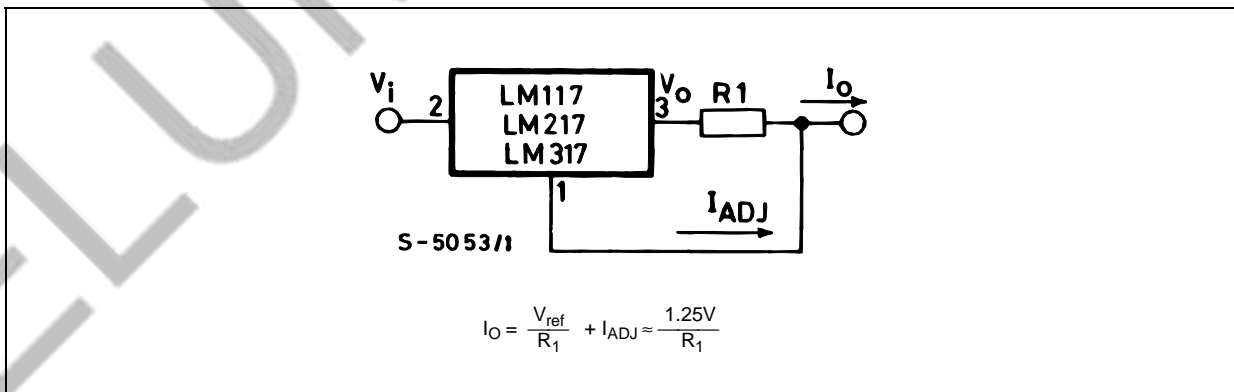 Vi
2
LM117
LM217
LM317
Vo
3
R1
Io
1
IADJ
S-5053/1
IO = Vref / R1 + IADJ ≈ 1.25V / R1